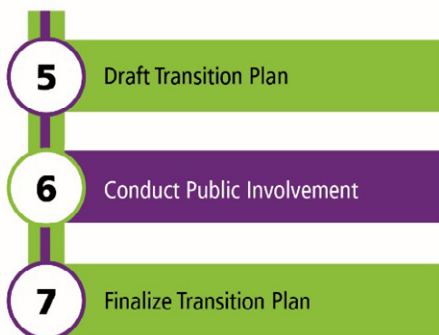 5 Draft Transition Plan
6 Conduct Public Involvement
7 Finalize Transition Plan